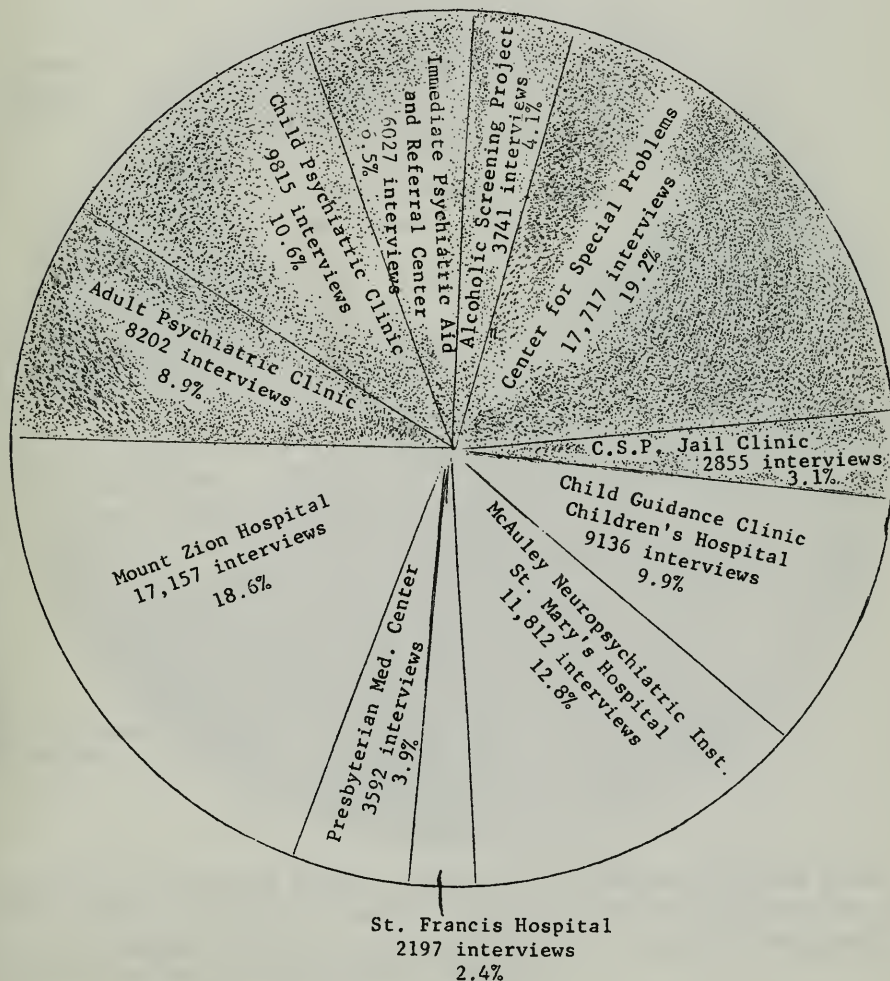 Immediate Psychiatric Aid
and Referral Center
6027 interviews
6.5%
Alcoholic Screening Project
3741 interviews
4.1%
Center for Special Problems
17,717 interviews
19.2%
C.S.P. Jail Clinic
2855 interviews
3.1%
Child Guidance Clinic
Children's Hospital
9136 interviews
9.9%
McAuley Neuropsychiatric Inst.
St. Mary's Hospital
11,812 interviews
12.8%
St. Francis Hospital
2197 interviews
2.4%
Presbyterian Med. Center
3592 interviews
3.9%
Mount Zion Hospital
17,157 interviews
18.6%
Adult Psychiatric Clinic
8202 interviews
8.9%
Child Psychiatric Clinic
9815 interviews.
10.6%